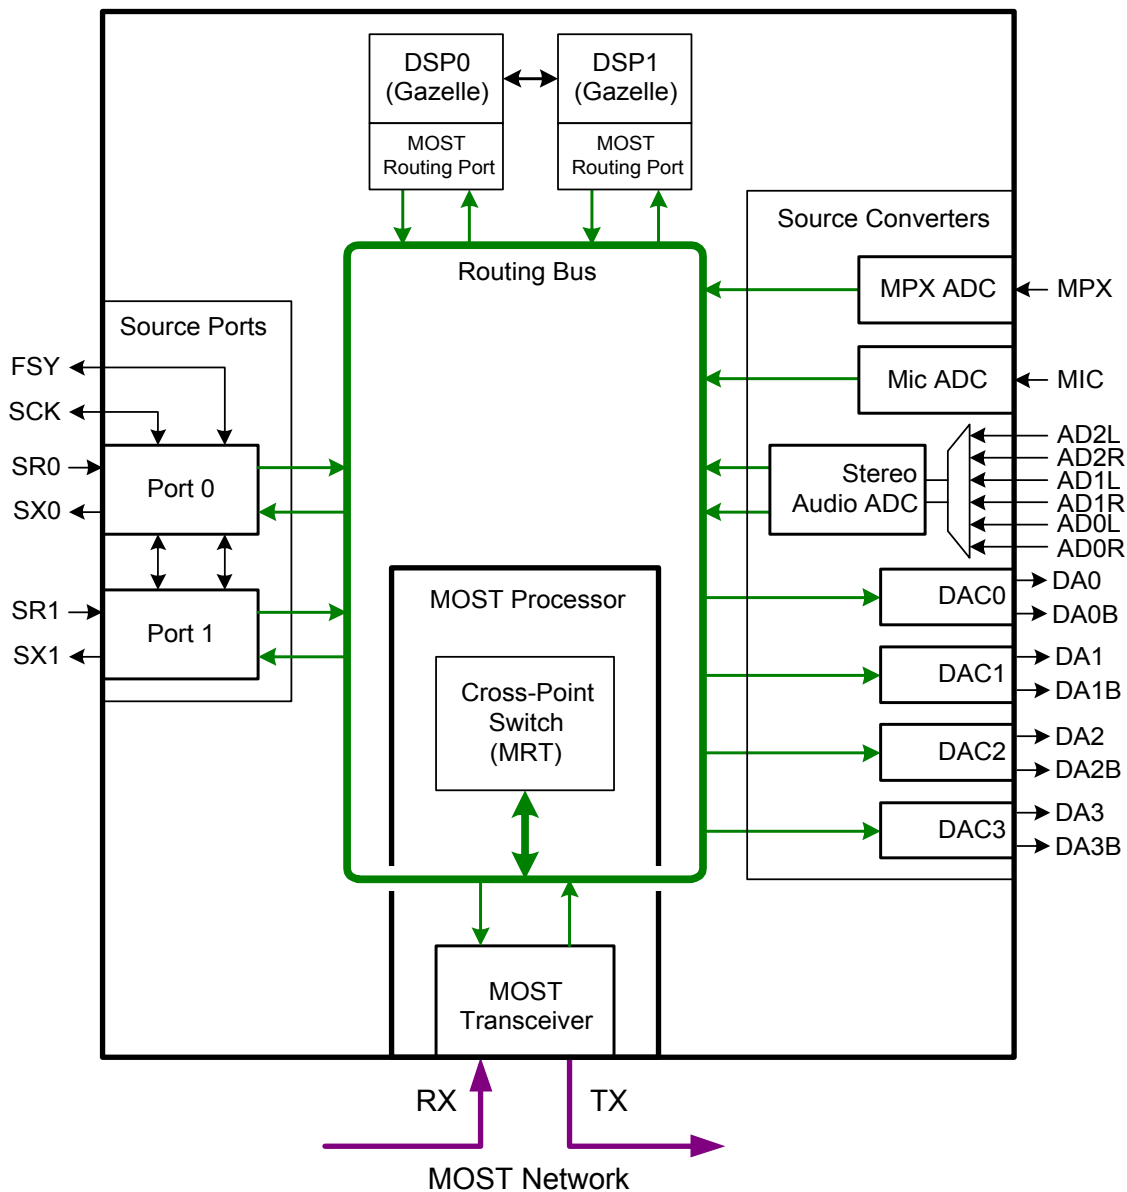 DSP0
(Gazelle)
DSP1
(Gazelle)
MOST
Routing Port
MOST
Routing Port
Source Converters
Routing Bus
MPX ADC
MPX
Source Ports
FSY
Mic ADC
MIC
SCK
AD2L
AD2R
AD1L
AD1R
AD0L
AD0R
Stereo
Audio ADC
SR0
Port 0
SX0
DA0
DAC0
DA0B
MOST Processor
SR1
Port 1
SX1
DA1
DAC1
DA1B
Cross-Point
Switch
(MRT)
DA2
DAC2
DA2B
DA3
DAC3
DA3B
MOST
Transceiver
RX
TX
MOST Network